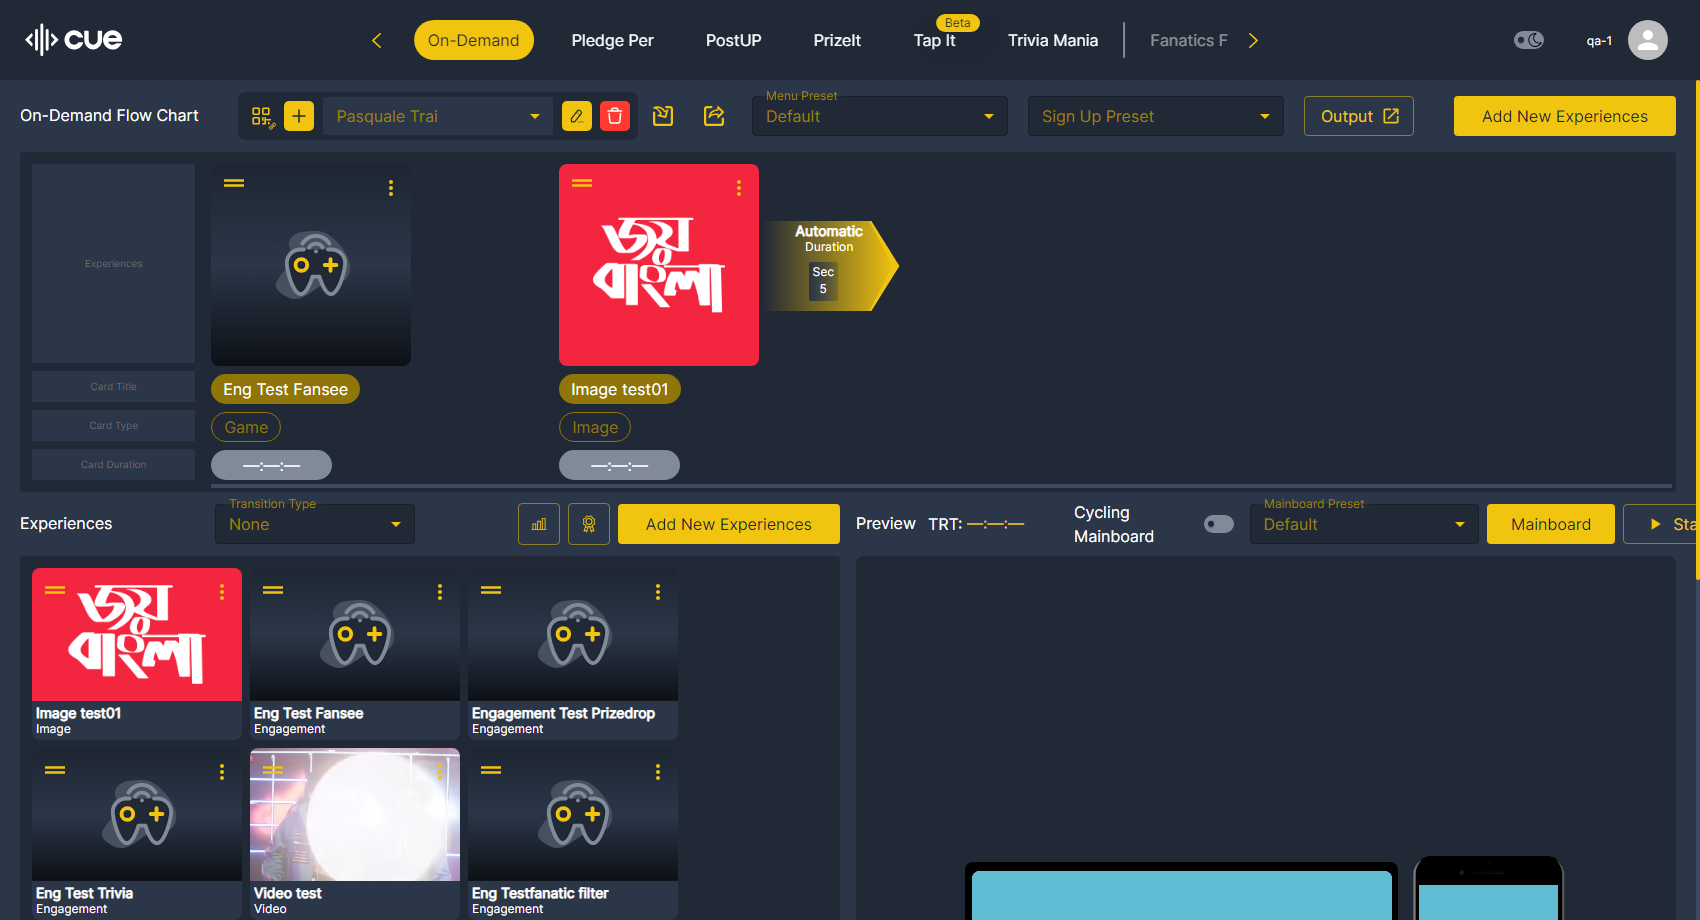 cue
On-Demand
Pledge Per
PostUP
PrizeIt
Tap It
Beta
Trivia Mania
Fanatics F
qa-1
On-Demand Flow Chart
Pasquale Trai
Menu Preset
Default
Sign Up Preset
Output
Add New Experiences
Experiences
জয়
বাংলা
Automatic
Duration
Sec
5
Card Title
Eng Test Fansee
Image test01
Card Type
Game
Image
Card Duration
—:—:—
—:—:—
Experiences
Transition Type
None
Add New Experiences
Preview
TRT: —:—:—
Cycling
Mainboard
Mainboard Preset
Default
Mainboard
Sta
জয়
বাংলা
Image test01
Image
Eng Test Fansee
Engagement
Engagement Test Prizedrop
Engagement
Eng Test Trivia
Engagement
Video test
Video
Eng Testfanatic filter
Engagement